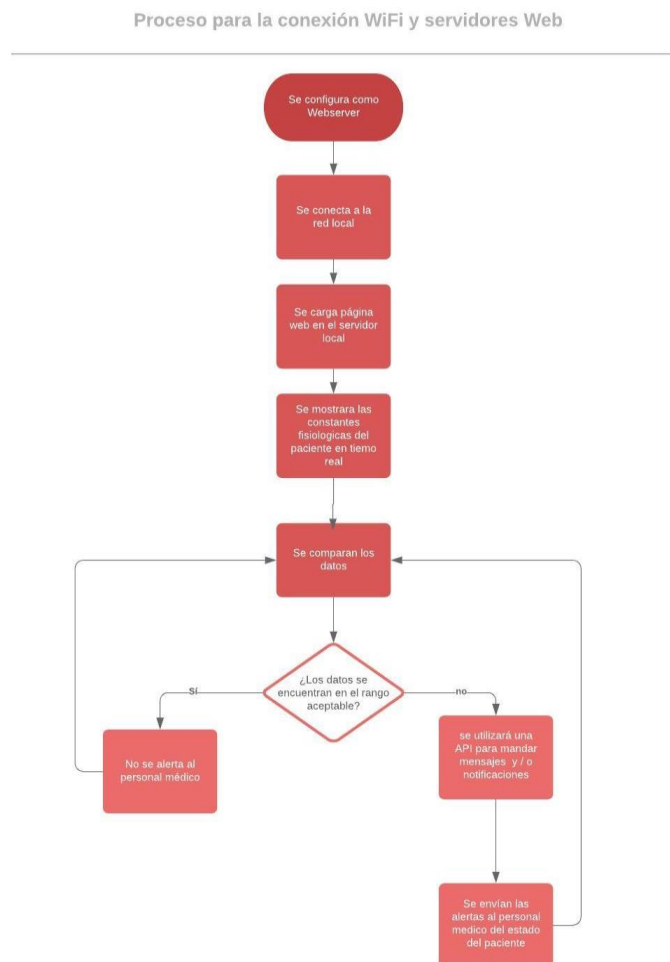 Proceso para la conexión WiFi y servidores Web
Se configura como
Webserver
Se conecta a la
red local
Se carga página
web en el servidor
local
Se mostrara las
constantes
fisiologicas del
paciente en tiemo
real
Se comparan los
datos
¿Los datos se
encuentran en el rango
aceptable?
Sí
no
No se alerta al
personal médico
se utilizará una
API para mandar
mensajes y / o
notificaciones
Se envían las
alertas al personal
medico del estado
del paciente